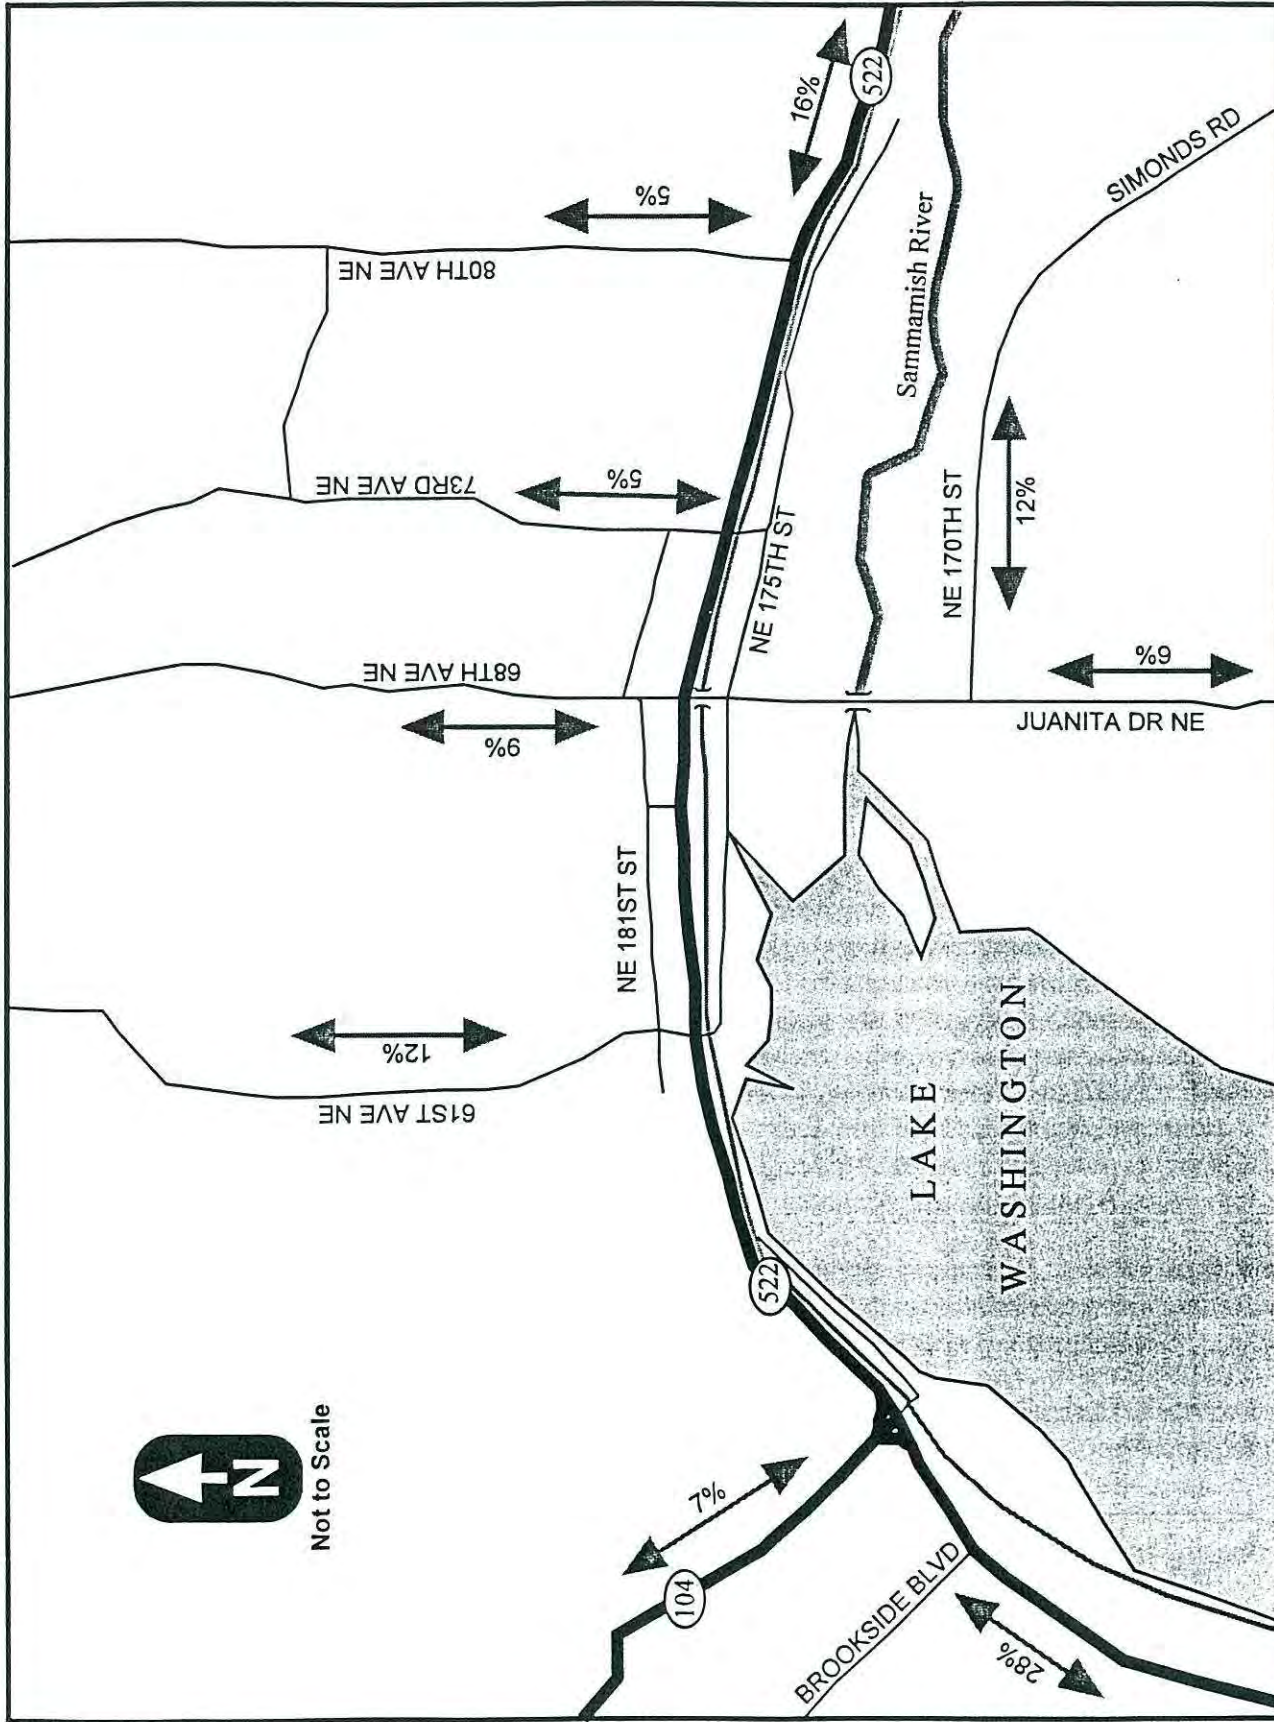 N
Not to Scale
61ST AVE NE
12%
68TH AVE NE
9%
73RD AVE NE
5%
80TH AVE NE
5%
16%
522
NE 181ST ST
NE 175TH ST
104
7%
522
Sammamish River
NE 170TH ST
12%
SIMONDS RD
JUANITA DR NE
6%
BROOKSIDE BLVD
28%
LAKE
WASHINGTON